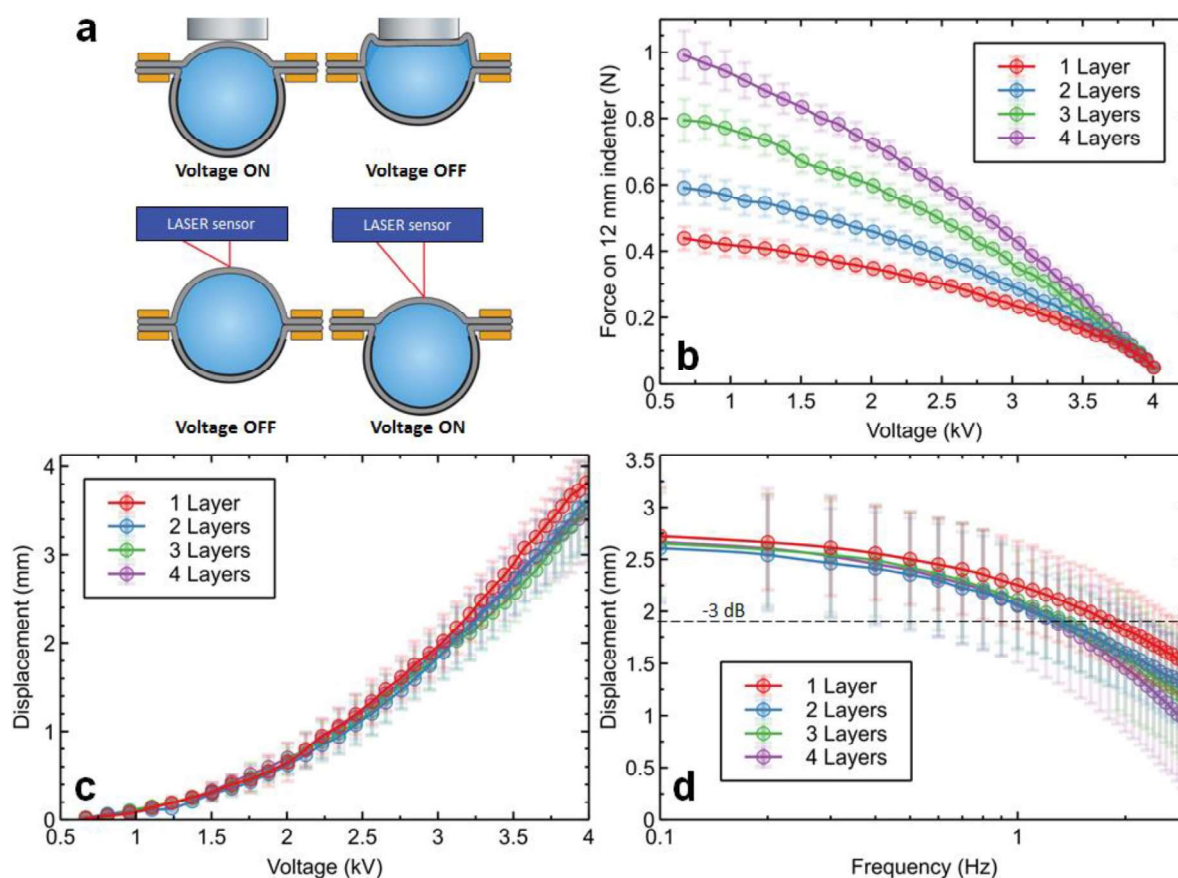 a
Voltage ON
Voltage OFF
LASER sensor
LASER sensor
Voltage OFF
Voltage ON
1
0.8
0.6
0.4
0.2
0
Force on 12 mm indenter (N)
1 Layer
2 Layers
3 Layers
4 Layers
b
0.5
1
1.5
2
2.5
3
3.5
4
Voltage (kV)
4
3
2
1
0
Displacement (mm)
1 Layer
2 Layers
3 Layers
4 Layers
c
0.5
1
1.5
2
2.5
3
3.5
4
Voltage (kV)
3.5
3
2.5
2
1.5
1
0.5
0
Displacement (mm)
-3 dB
1 Layer
2 Layers
3 Layers
4 Layers
d
0.1
1
Frequency (Hz)